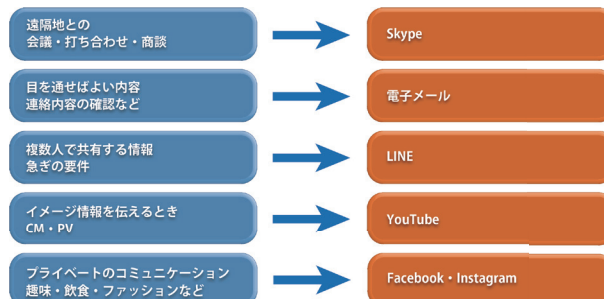 遠隔地との
会議・打ち合わせ・商談
Skype
目を通せばよい内容
連絡内容の確認など
電子メール
複数人で共有する情報
急ぎの要件
LINE
イメージ情報を伝えるとき
CM・PV
YouTube
プライベートのコミュニケーション
趣味・飲食・ファッションなど
Facebook・Instagram